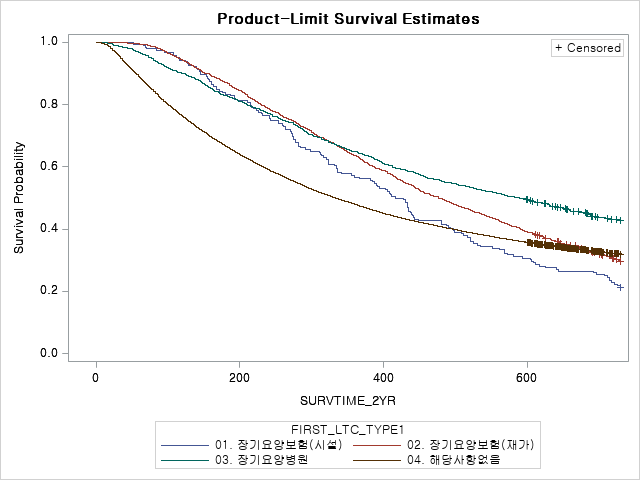 Product-Limit Survival Estimates
+ Censored
1.0
0.8
0.6
0.4
0.2
0.0
Survival Probability
0 200 400 600
SURVTIME_2YR
FIRST_LTC_TYPE1
01. 장기요양보험(시설) 02. 장기요양보험(재가)
03. 장기요양병원 04. 해당사항없음